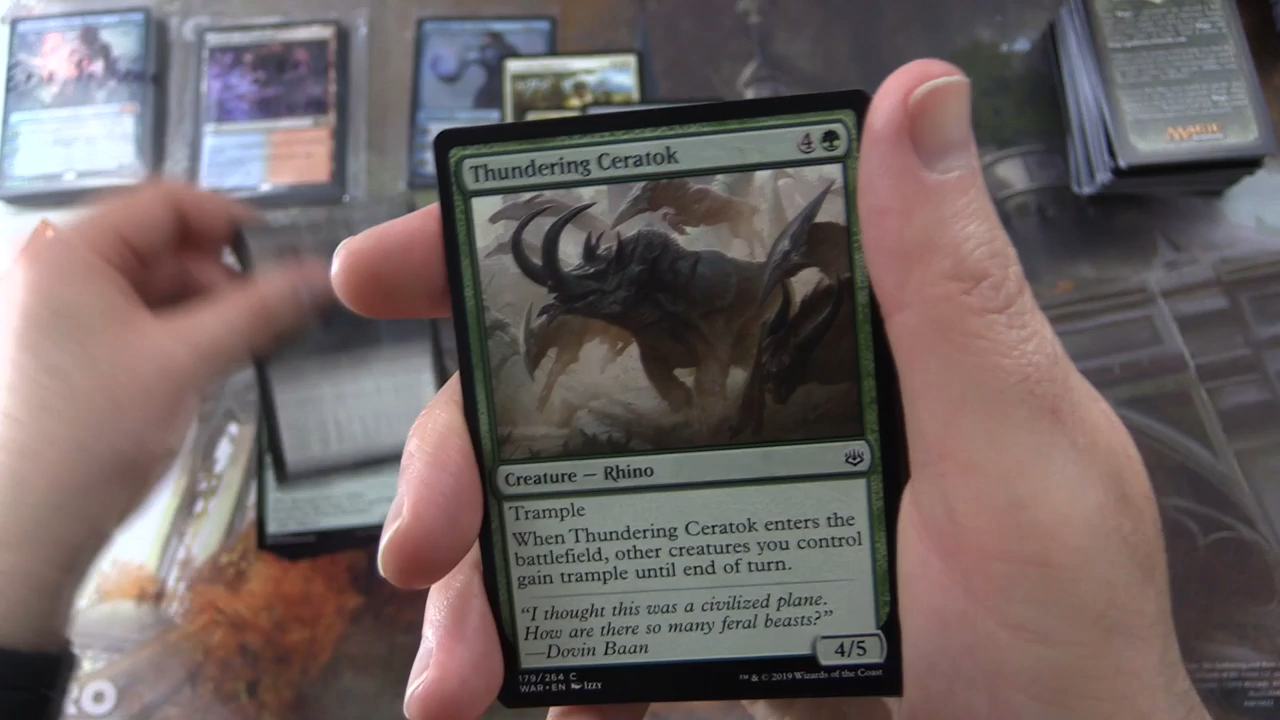 MAGIC
Thundering Ceratok 4
Creature — Rhino
Trample
When Thundering Ceratok enters the
battlefield, other creatures you control
gain trample until end of turn.
“I thought this was a civilized plane.
How are there so many feral beasts?”
—Dovin Baan
4/5
179/264 C
WAR • EN IZZY
™ & © 2019 Wizards of the Coast
RO